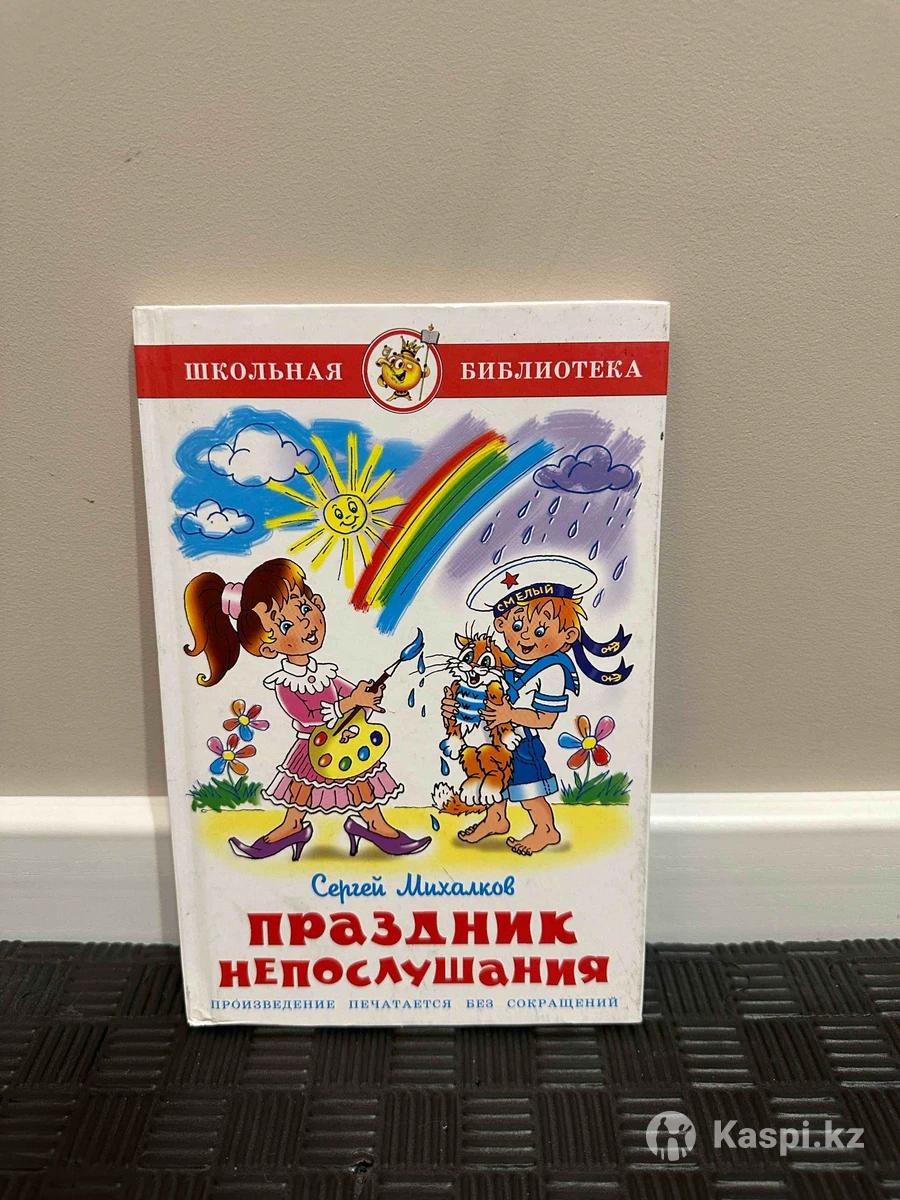 ШКОЛЬНАЯ БИБЛИОТЕКА
СМЕЛЫЙ
Сергей Михалков
ПРАЗДНИК
НЕПОСЛУШАНИЯ
ПРОИЗВЕДЕНИЕ ПЕЧАТАЕТСЯ БЕЗ СОКРАЩЕНИЙ
Kaspi.kz